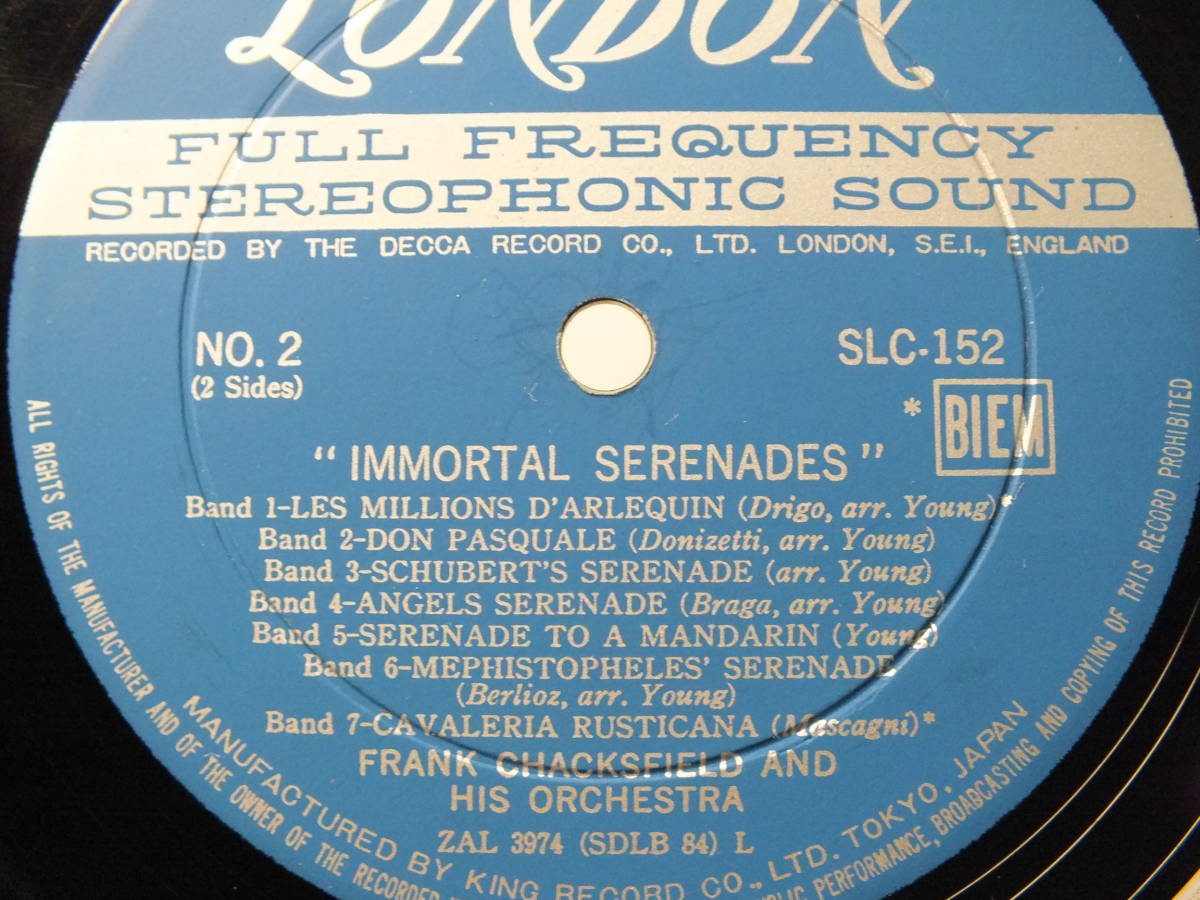 LONDON
FULL FREQUENCY
STEREOPHONIC SOUND
RECORDED BY THE DECCA RECORD CO., LTD. LONDON, S.E.I., ENGLAND
NO. 2
(2 Sides)
SLC-152
* BIEM
"IMMORTAL SERENADES"
Band 1-LES MILLIONS D'ARLEQUIN (Drigo, arr. Young)*
Band 2-DON PASQUALE (Donizetti, arr. Young)
Band 3-SCHUBERT'S SERENADE (arr. Young)
Band 4-ANGELS SERENADE (Braga, arr. Young)
Band 5-SERENADE TO A MANDARIN (Young)
Band 6-MEPHISTOPHELES' SERENADE
(Berlioz, arr. Young)
Band 7-CAVALERIA RUSTICANA (Mascagni)*
FRANK CHACKSFIELD AND
HIS ORCHESTRA
ZAL 3974 (SDLB 84) L
MANUFACTURED BY KING RECORD CO., LTD. TOKYO, JAPAN
ALL RIGHTS OF THE MANUFACTURER AND OF THE OWNER OF THE RECORDED PERFORMANCE, BROADCASTING AND COPYING OF THIS RECORD PROHIBITED